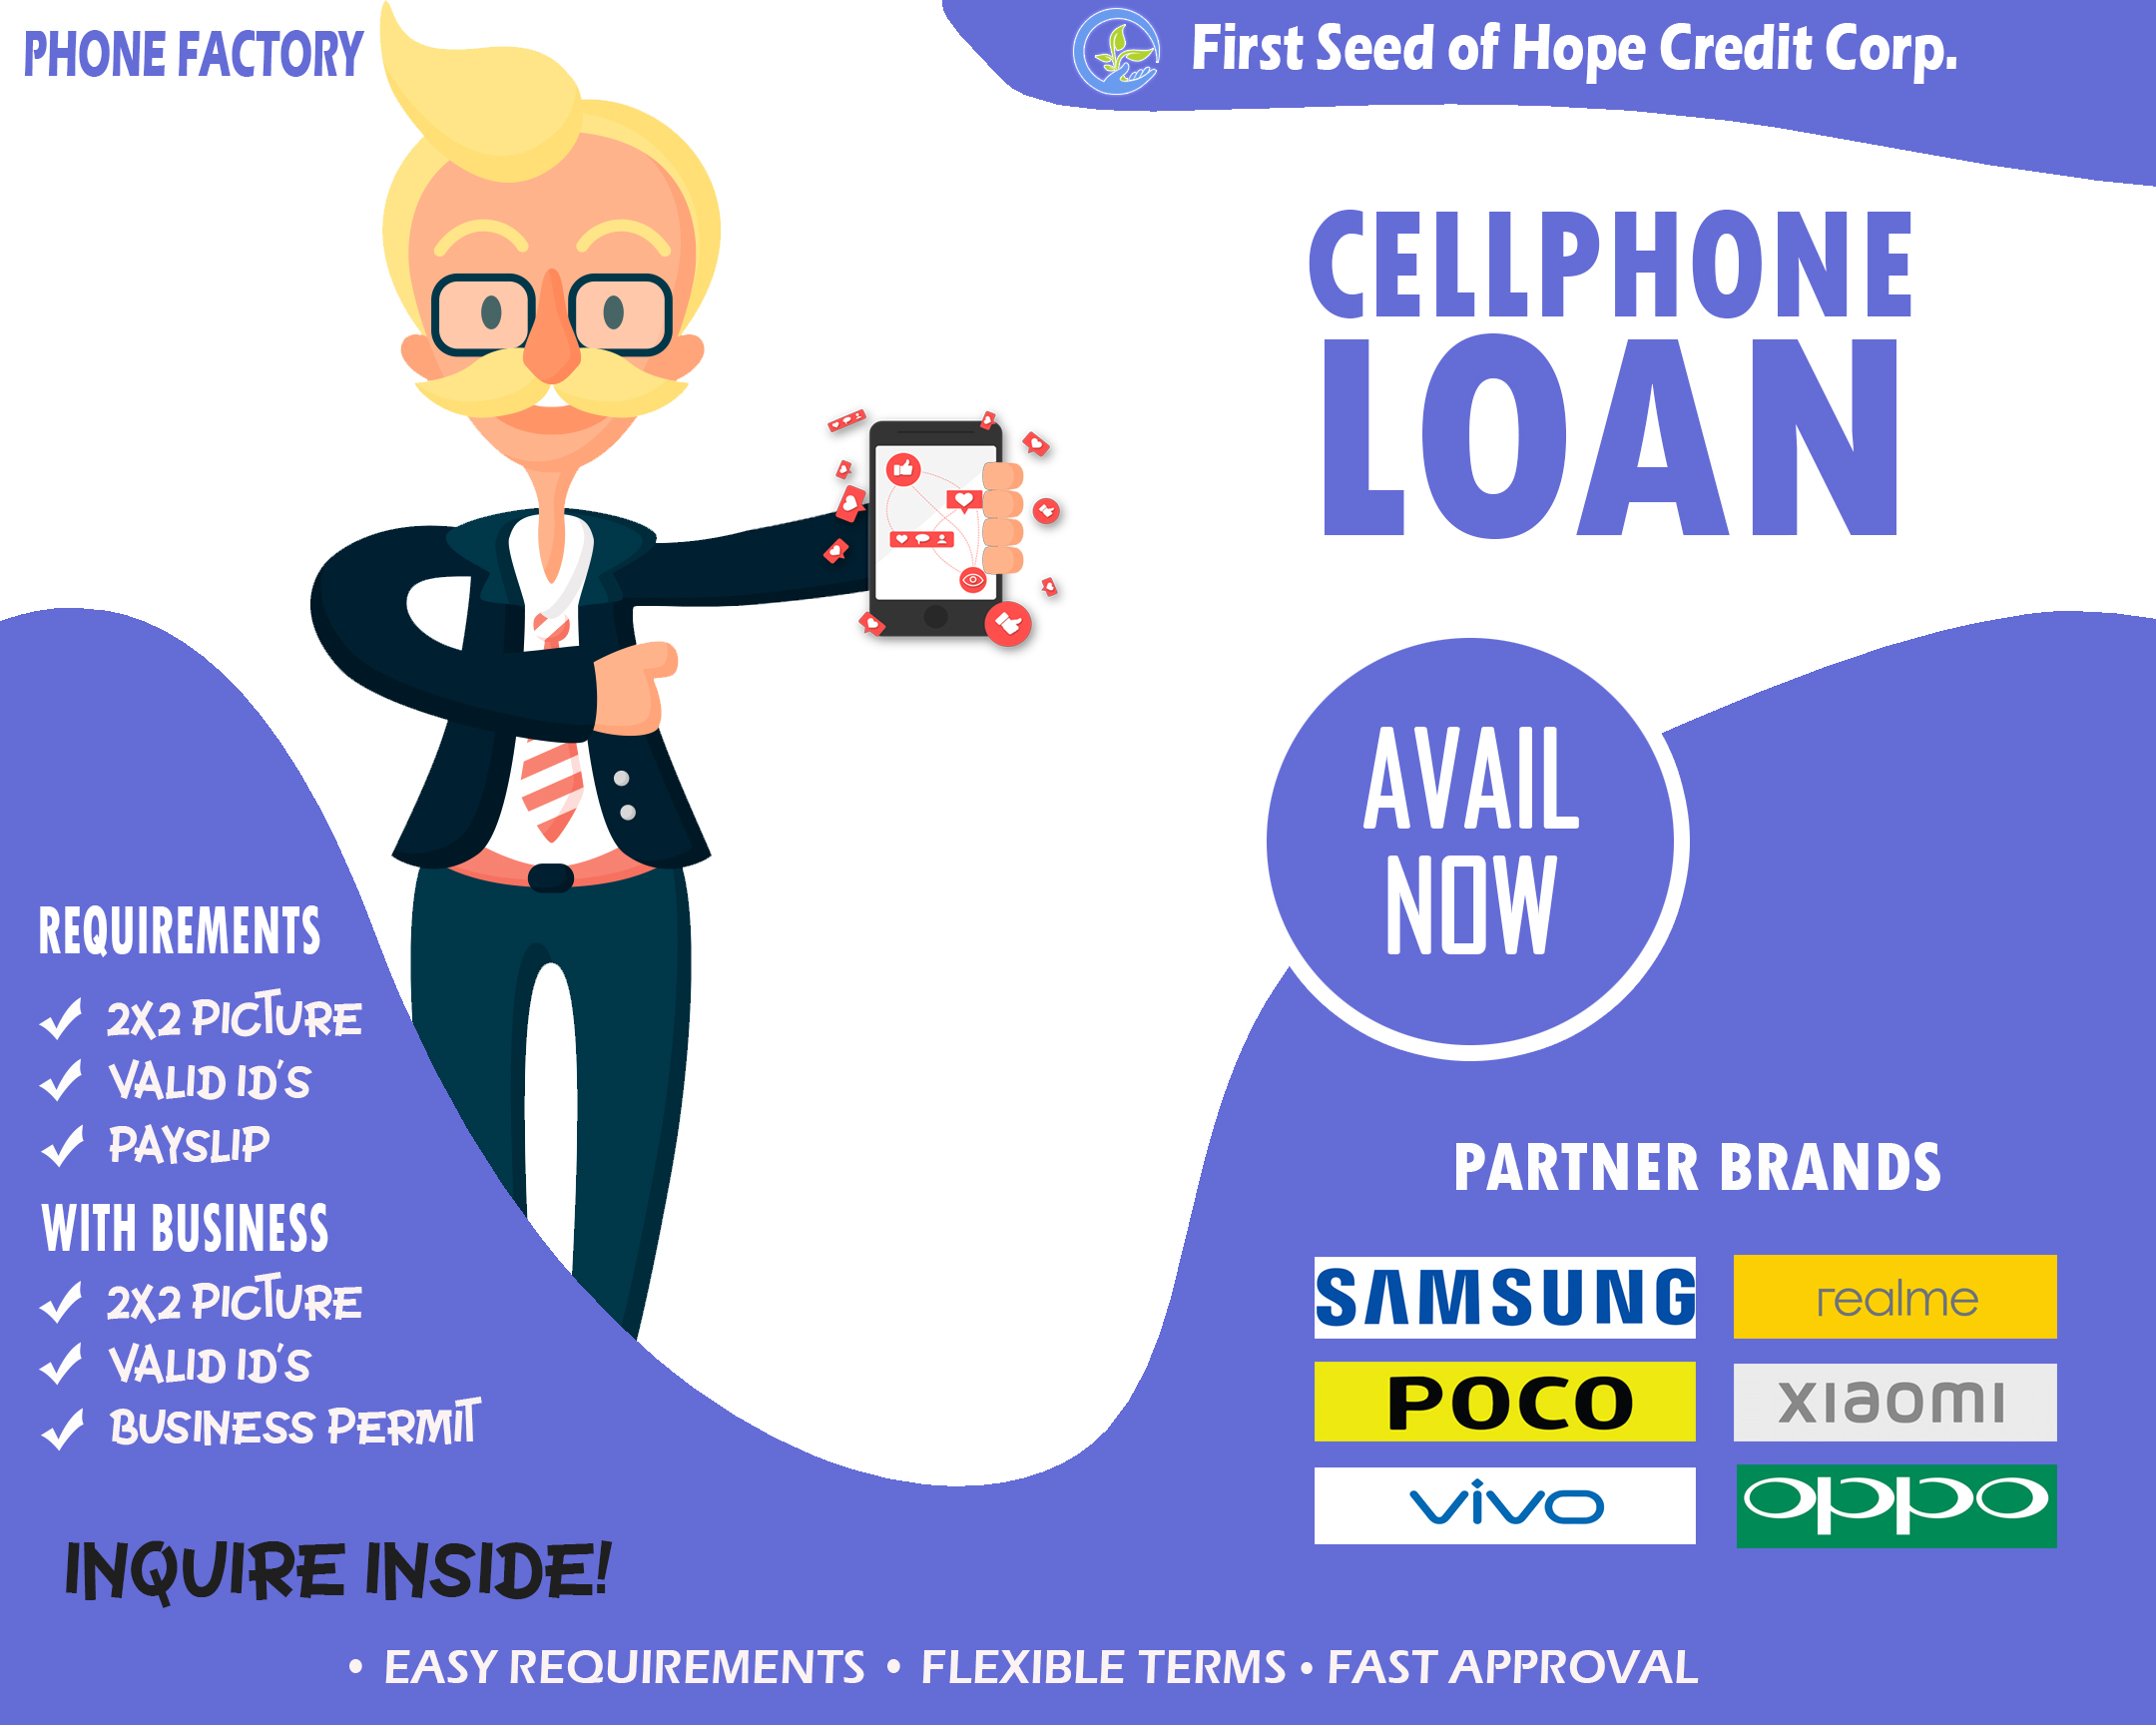 PHONE FACTORY
First Seed of Hope Credit Corp.
CELLPHONE
LOAN
AVAIL
NOW
REQUIREMENTS
2X2 PICTURE
VALID ID'S
PAYSLIP
WITH BUSINESS
2X2 PICTURE
VALID ID'S
BUSINESS PERMIT
INQUIRE INSIDE!
PARTNER BRANDS
SAMSUNG
realme
POCO
xiaomi
vivo
oppo
• EASY REQUIREMENTS • FLEXIBLE TERMS • FAST APPROVAL